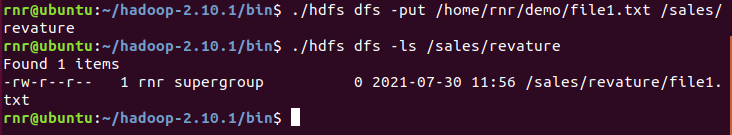 rnr@ubuntu:~/hadoop-2.10.1/bin$ ./hdfs dfs -put /home/rnr/demo/file1.txt /sales/
revature
rnr@ubuntu:~/hadoop-2.10.1/bin$ ./hdfs dfs -ls /sales/revature
Found 1 items
-rw-r--r--   1 rnr supergroup          0 2021-07-30 11:56 /sales/revature/file1.
txt
rnr@ubuntu:~/hadoop-2.10.1/bin$